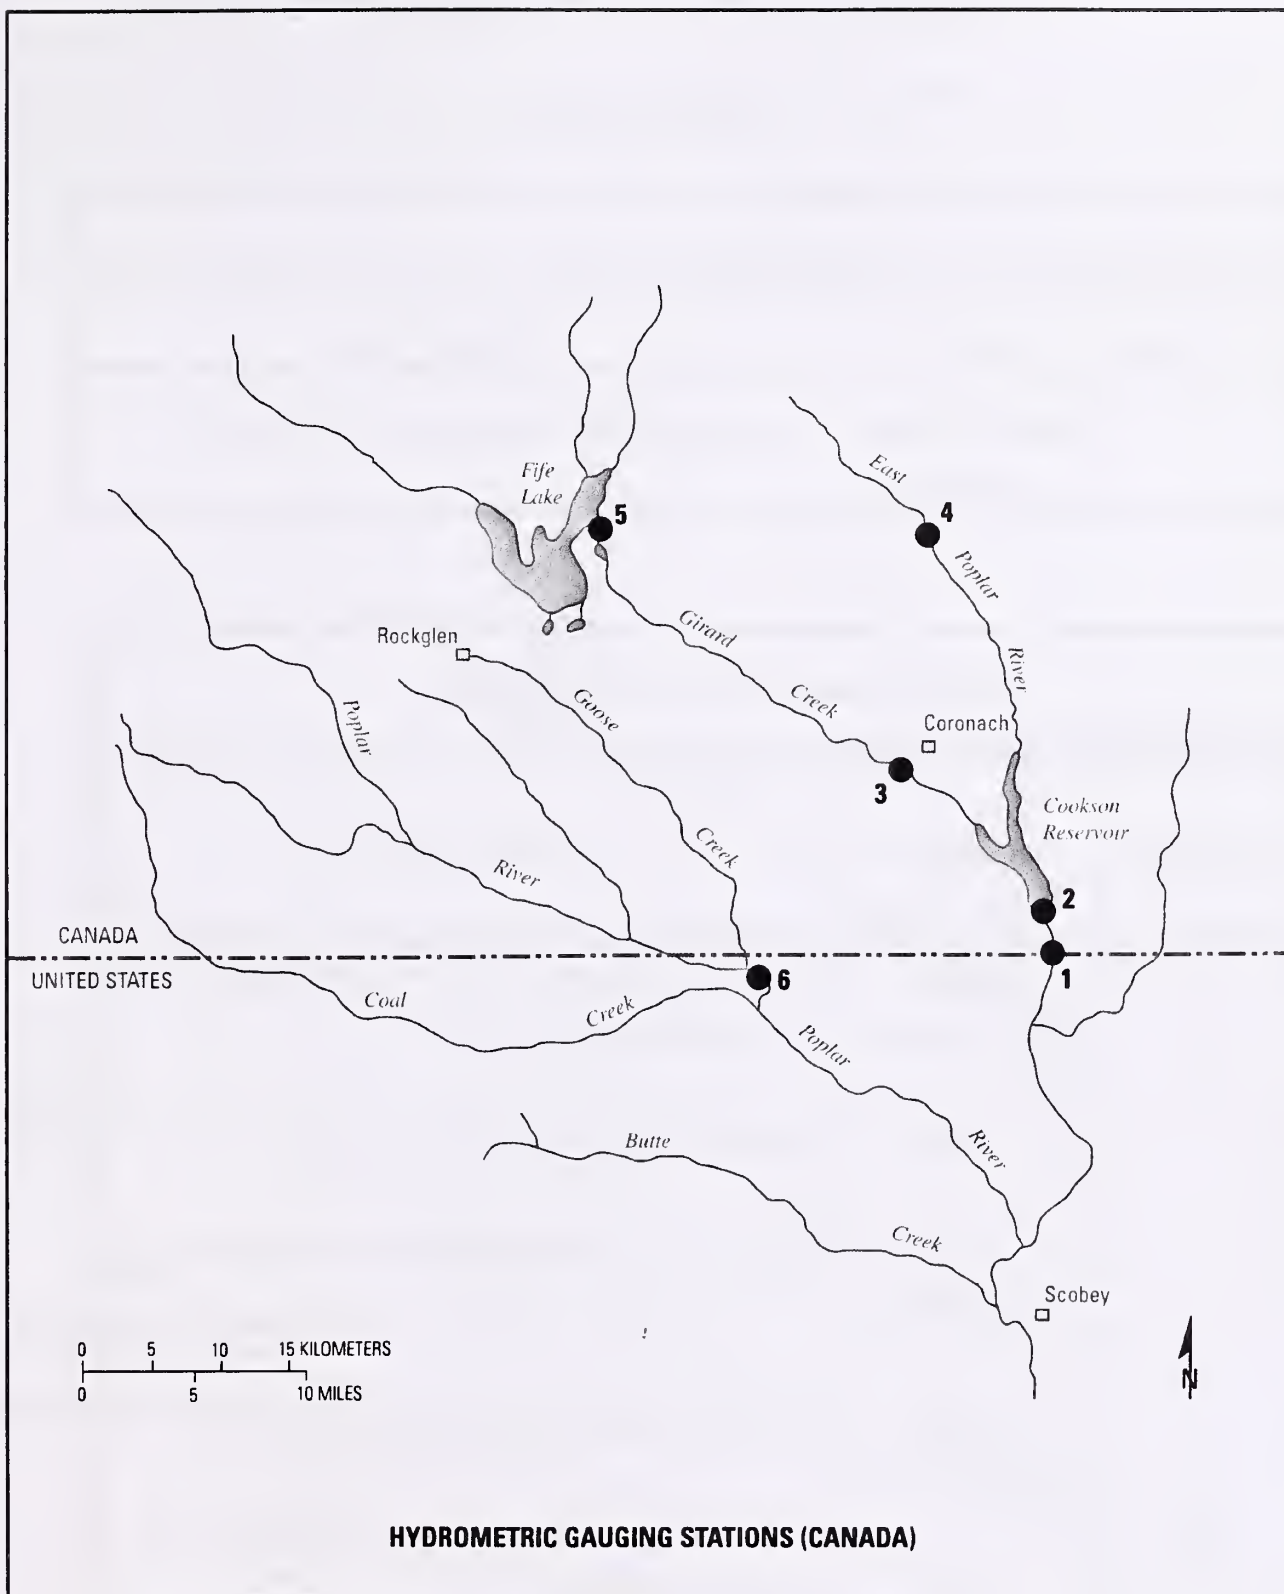 Fife
Lake
5
East
4
Poplar
River
Girard
Creek
Rockglen
Goose
Creek
Poplar
River
Coronach
3
Cookson
Reservoir
2
CANADA
UNITED STATES
1
6
Coal
Creek
Poplar
River
Butte
Creek
Scobey
0 5 10 15 KILOMETERS
0 5 10 MILES
N
HYDROMETRIC GAUGING STATIONS (CANADA)